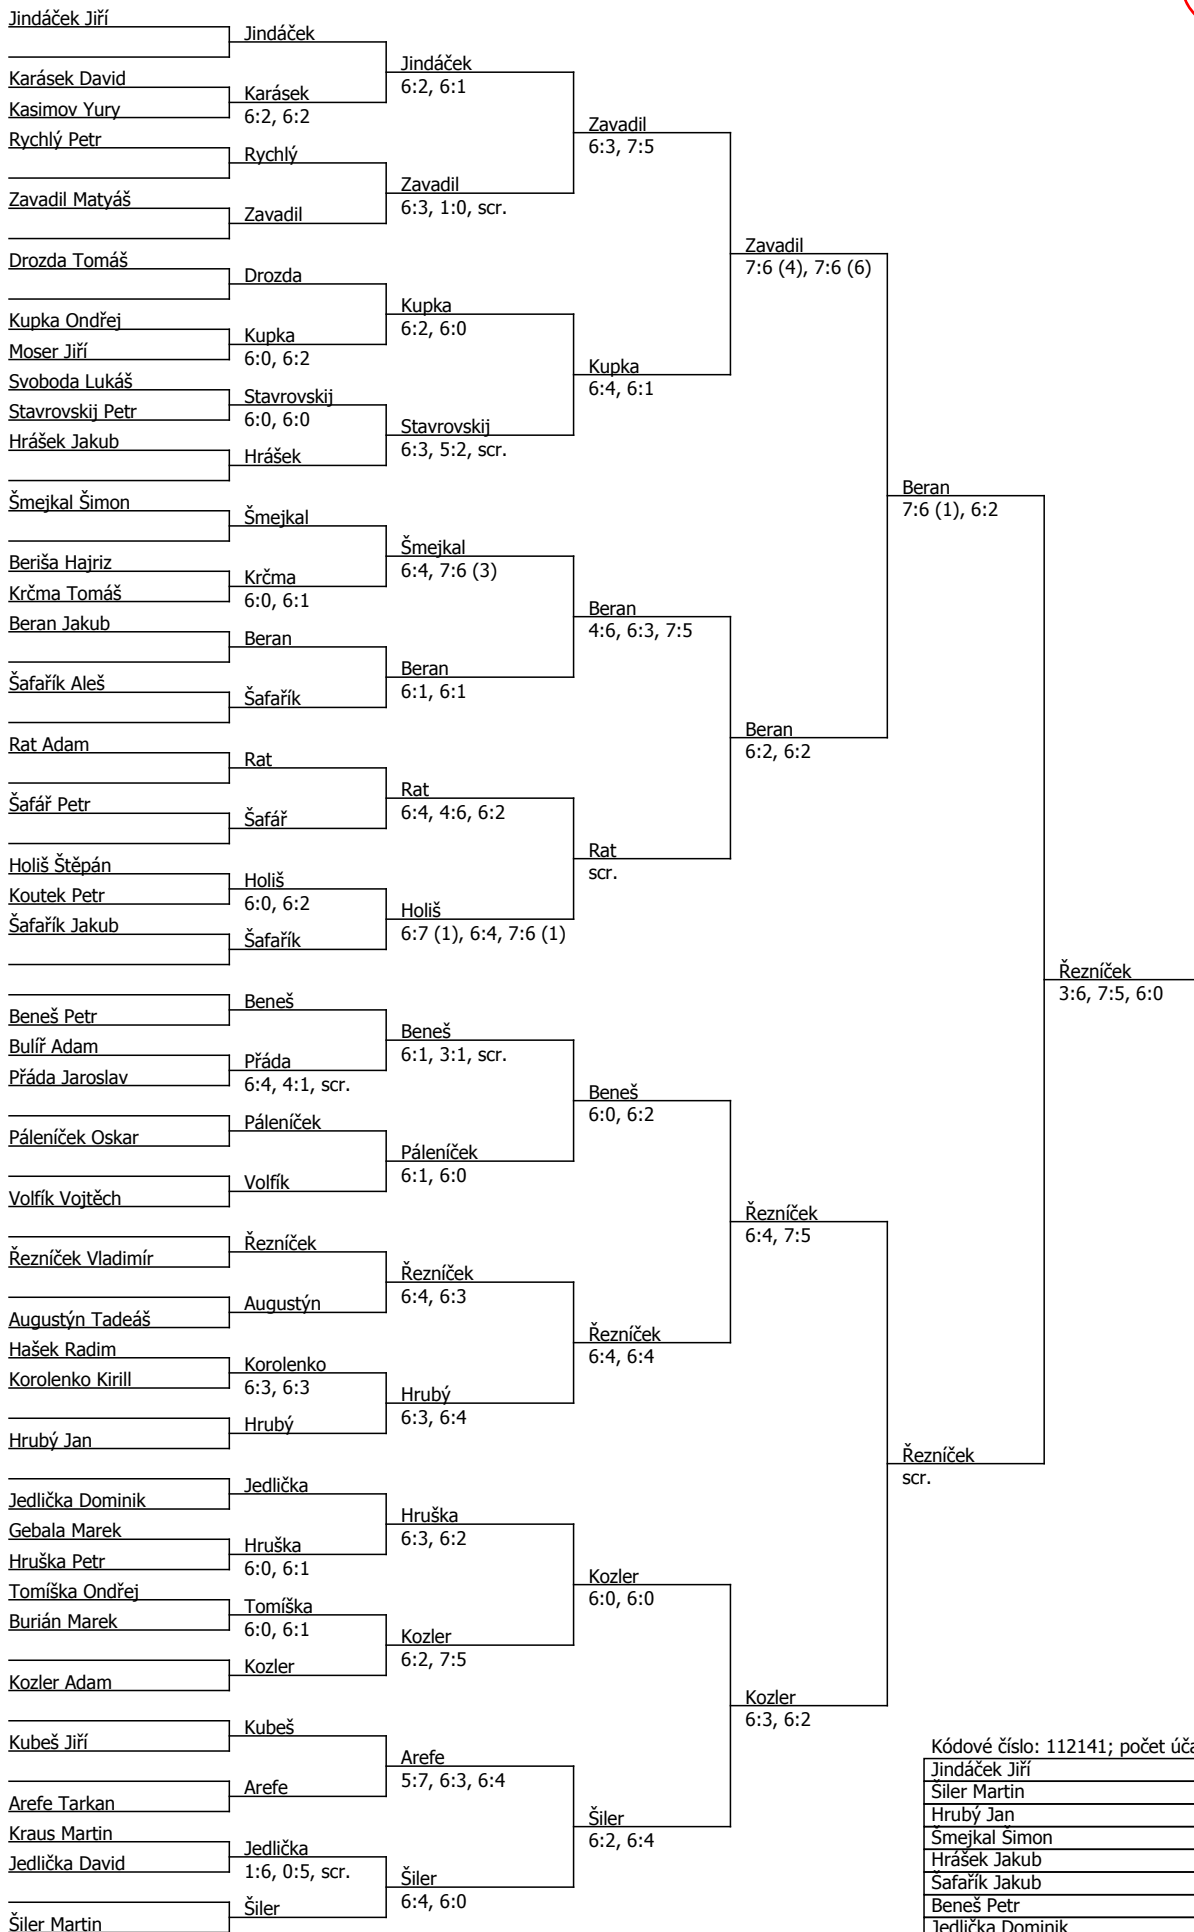 Jindáček Jiří
Karásek David
Kasimov Yury
Rychlý Petr
Zavadil Matyáš
Drozda Tomáš
Kupka Ondřej
Moser Jiří
Svoboda Lukáš
Stavrovskij Petr
Hrášek Jakub
Šmejkal Šimon
Beriša Hajriz
Krčma Tomáš
Beran Jakub
Šafařík Aleš
Rat Adam
Šafář Petr
Holiš Štěpán
Koutek Petr
Šafařík Jakub
Beneš Petr
Bulíř Adam
Přáda Jaroslav
Páleníček Oskar
Volfík Vojtěch
Řezníček Vladimír
Augustýn Tadeáš
Hašek Radim
Korolenko Kirill
Hrubý Jan
Jedlička Dominik
Gebala Marek
Hruška Petr
Tomíška Ondřej
Burián Marek
Kozler Adam
Kubeš Jiří
Arefe Tarkan
Kraus Martin
Jedlička David
Šiler Martin
Jindáček
Karásek
6:2, 6:2
Rychlý
Zavadil
Drozda
Kupka
6:0, 6:2
Stavrovskij
6:0, 6:0
Hrášek
Šmejkal
Krčma
6:0, 6:1
Beran
Šafařík
Rat
Šafář
Holiš
6:0, 6:2
Šafařík
Beneš
Přáda
6:4, 4:1, scr.
Páleníček
Volfík
Řezníček
Augustýn
Korolenko
6:3, 6:3
Hrubý
Jedlička
Hruška
6:0, 6:1
Tomíška
6:0, 6:1
Kozler
Kubeš
Arefe
Jedlička
1:6, 0:5, scr.
Šiler
Jindáček
6:2, 6:1
Zavadil
6:3, 1:0, scr.
Kupka
6:2, 6:0
Stavrovskij
6:3, 5:2, scr.
Šmejkal
6:4, 7:6 (3)
Beran
6:1, 6:1
Rat
6:4, 4:6, 6:2
Holiš
6:7 (1), 6:4, 7:6 (1)
Beneš
6:1, 3:1, scr.
Páleníček
6:1, 6:0
Řezníček
6:4, 6:3
Hrubý
6:3, 6:4
Hruška
6:3, 6:2
Kozler
6:2, 7:5
Arefe
5:7, 6:3, 6:4
Šiler
6:4, 6:0
Zavadil
6:3, 7:5
Kupka
6:4, 6:1
Beran
4:6, 6:3, 7:5
Rat
scr.
Beneš
6:0, 6:2
Řezníček
6:4, 6:4
Kozler
6:0, 6:0
Šiler
6:2, 6:4
Zavadil
7:6 (4), 7:6 (6)
Beran
6:2, 6:2
Řezníček
6:4, 7:5
Kozler
6:3, 6:2
Beran
7:6 (1), 6:2
Řezníček
scr.
Řezníček
3:6, 7:5, 6:0
Kódové číslo: 112141; počet úča
Jindáček Jiří
Šiler Martin
Hrubý Jan
Šmejkal Šimon
Hrášek Jakub
Šafařík Jakub
Beneš Petr
Jedlička Dominik